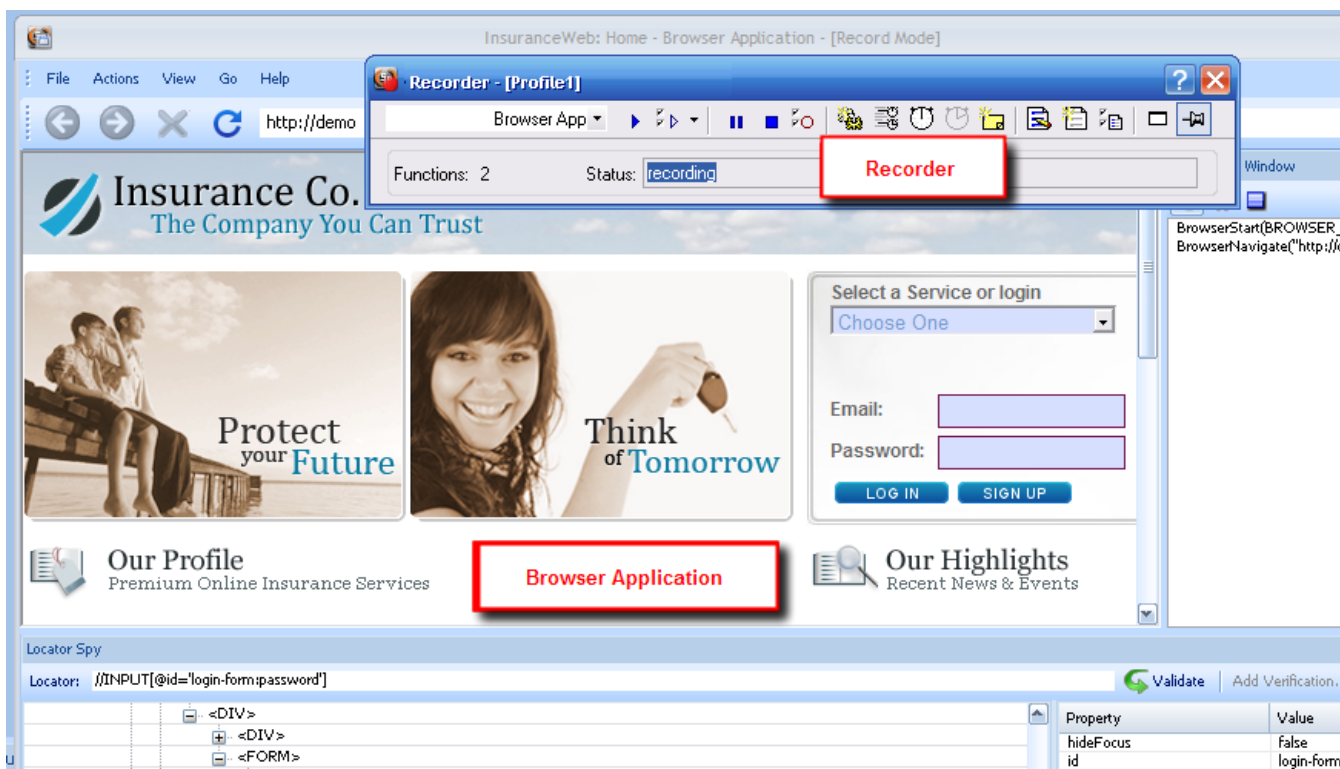 InsuranceWeb: Home - Browser Application - [Record Mode]
File Actions View Go Help
Recorder - [Profile1]
http://demo
Browser App
Functions: 2 Status: recording
Recorder
Window
Insurance Co.
The Company You Can Trust
BrowserStart(BROWSER_
BrowserNavigate("http://
Select a Service or login
Choose One
Protect
your Future
Think
of Tomorrow
Email:
Password:
LOG IN SIGN UP
Our Profile
Premium Online Insurance Services
Browser Application
Our Highlights
Recent News & Events
Locator Spy
Locator: //INPUT[@id='login-form:password']
Validate Add Verification.
<DIV>
<DIV>
<FORM>
Property Value
hideFocus false
id login-form